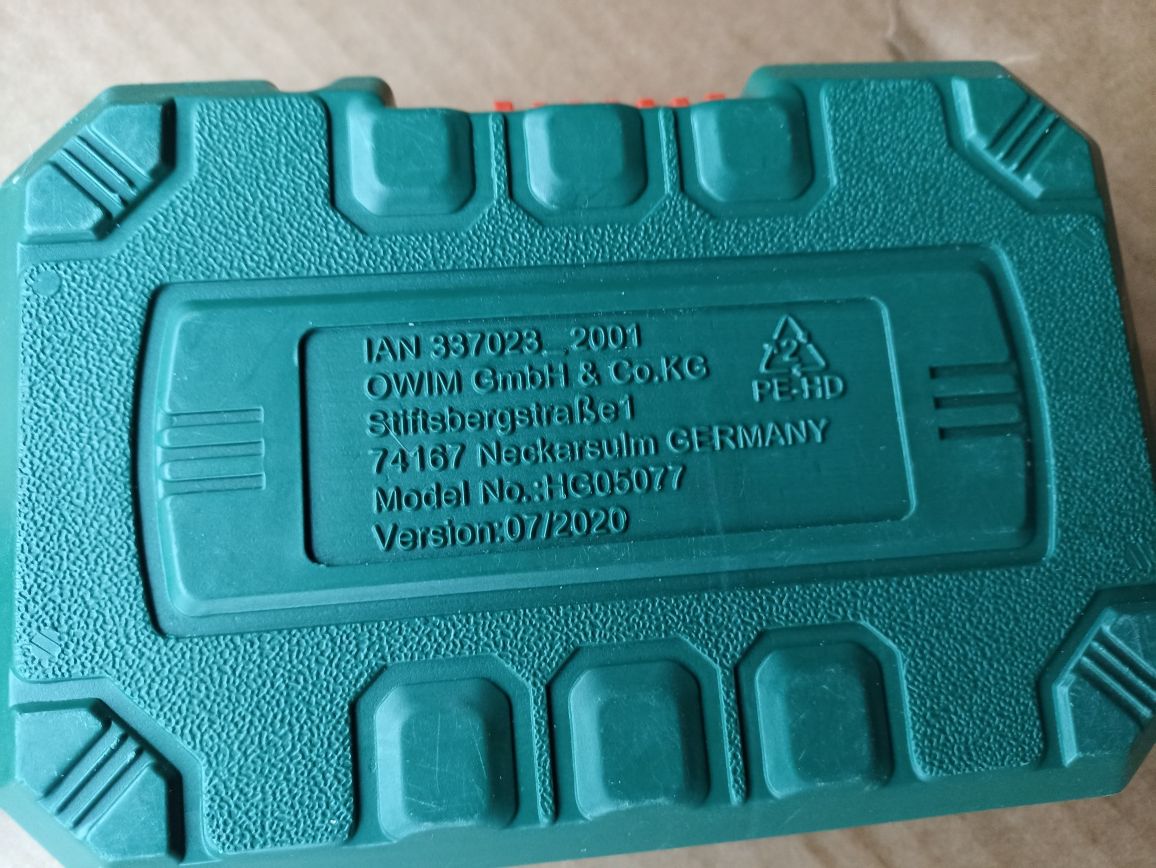 IAN 337023_2001
OWIM GmbH & Co.KG
Stiftsbergstraße1
74167 Neckarsulm GERMANY
Model No.:HG05077
Version:07/2020
2
PE-HD